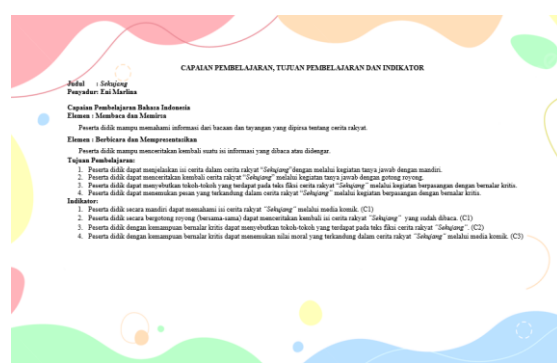 CAPAIAN PEMBELAJARAN, TUJUAN PEMBELAJARAN DAN INDIKATOR
Judul : Sekujang
Penyadur: Eni Marlina
Capaian Pembelajaran Bahasa Indonesia
Elemen : Membaca dan Memirsa
Peserta didik mampu memahami informasi dari bacaan dan tayangan yang dipirsa tentang cerita rakyat.
Elemen : Berbicara dan Mempresentasikan
Peserta didik mampu menceritakan kembali suatu isi informasi yang dibaca atau didengar.
Tujuan Pembelajaran:
1. Peserta didik dapat menjelaskan isi cerita dalam cerita rakyat "Sekujang"dengan melalui kegiatan tanya jawab dengan mandiri.
2. Peserta didik dapat menceritakan kembali cerita rakyat "Sekujang" melalui kegiatan tanya jawab dengan gotong royong.
3. Peserta didik dapat menyebutkan tokoh-tokoh yang terdapat pada teks fiksi cerita rakyat "Sekujang" melalui kegiatan berpasangan dengan bernalar kritis.
4. Peserta didik dapat menemukan pesan yang terkandung dalam cerita rakyat "Sekujang" melalui kegiatan berpasangan dengan bernalar kritis.
Indikator:
1. Peserta didik secara mandiri dapat memahami isi cerita rakyat "Sekujang" melalui media komik. (C1)
2. Peserta didik secara bergotong royong (bersama-sama) dapat menceritakan kembali isi cerita rakyat "Sekujang" yang sudah dibaca. (C1)
3. Peserta didik dengan kemampuan bernalar kritis dapat menyebutkan tokoh-tokoh yang terdapat pada teks fiksi cerita rakyat "Sekujang". (C2)
4. Peserta didik dengan kemampuan bernalar kritis dapat menemukan nilai moral yang terkandung dalam cerita rakyat "Sekujang" melalui media komik. (C3)